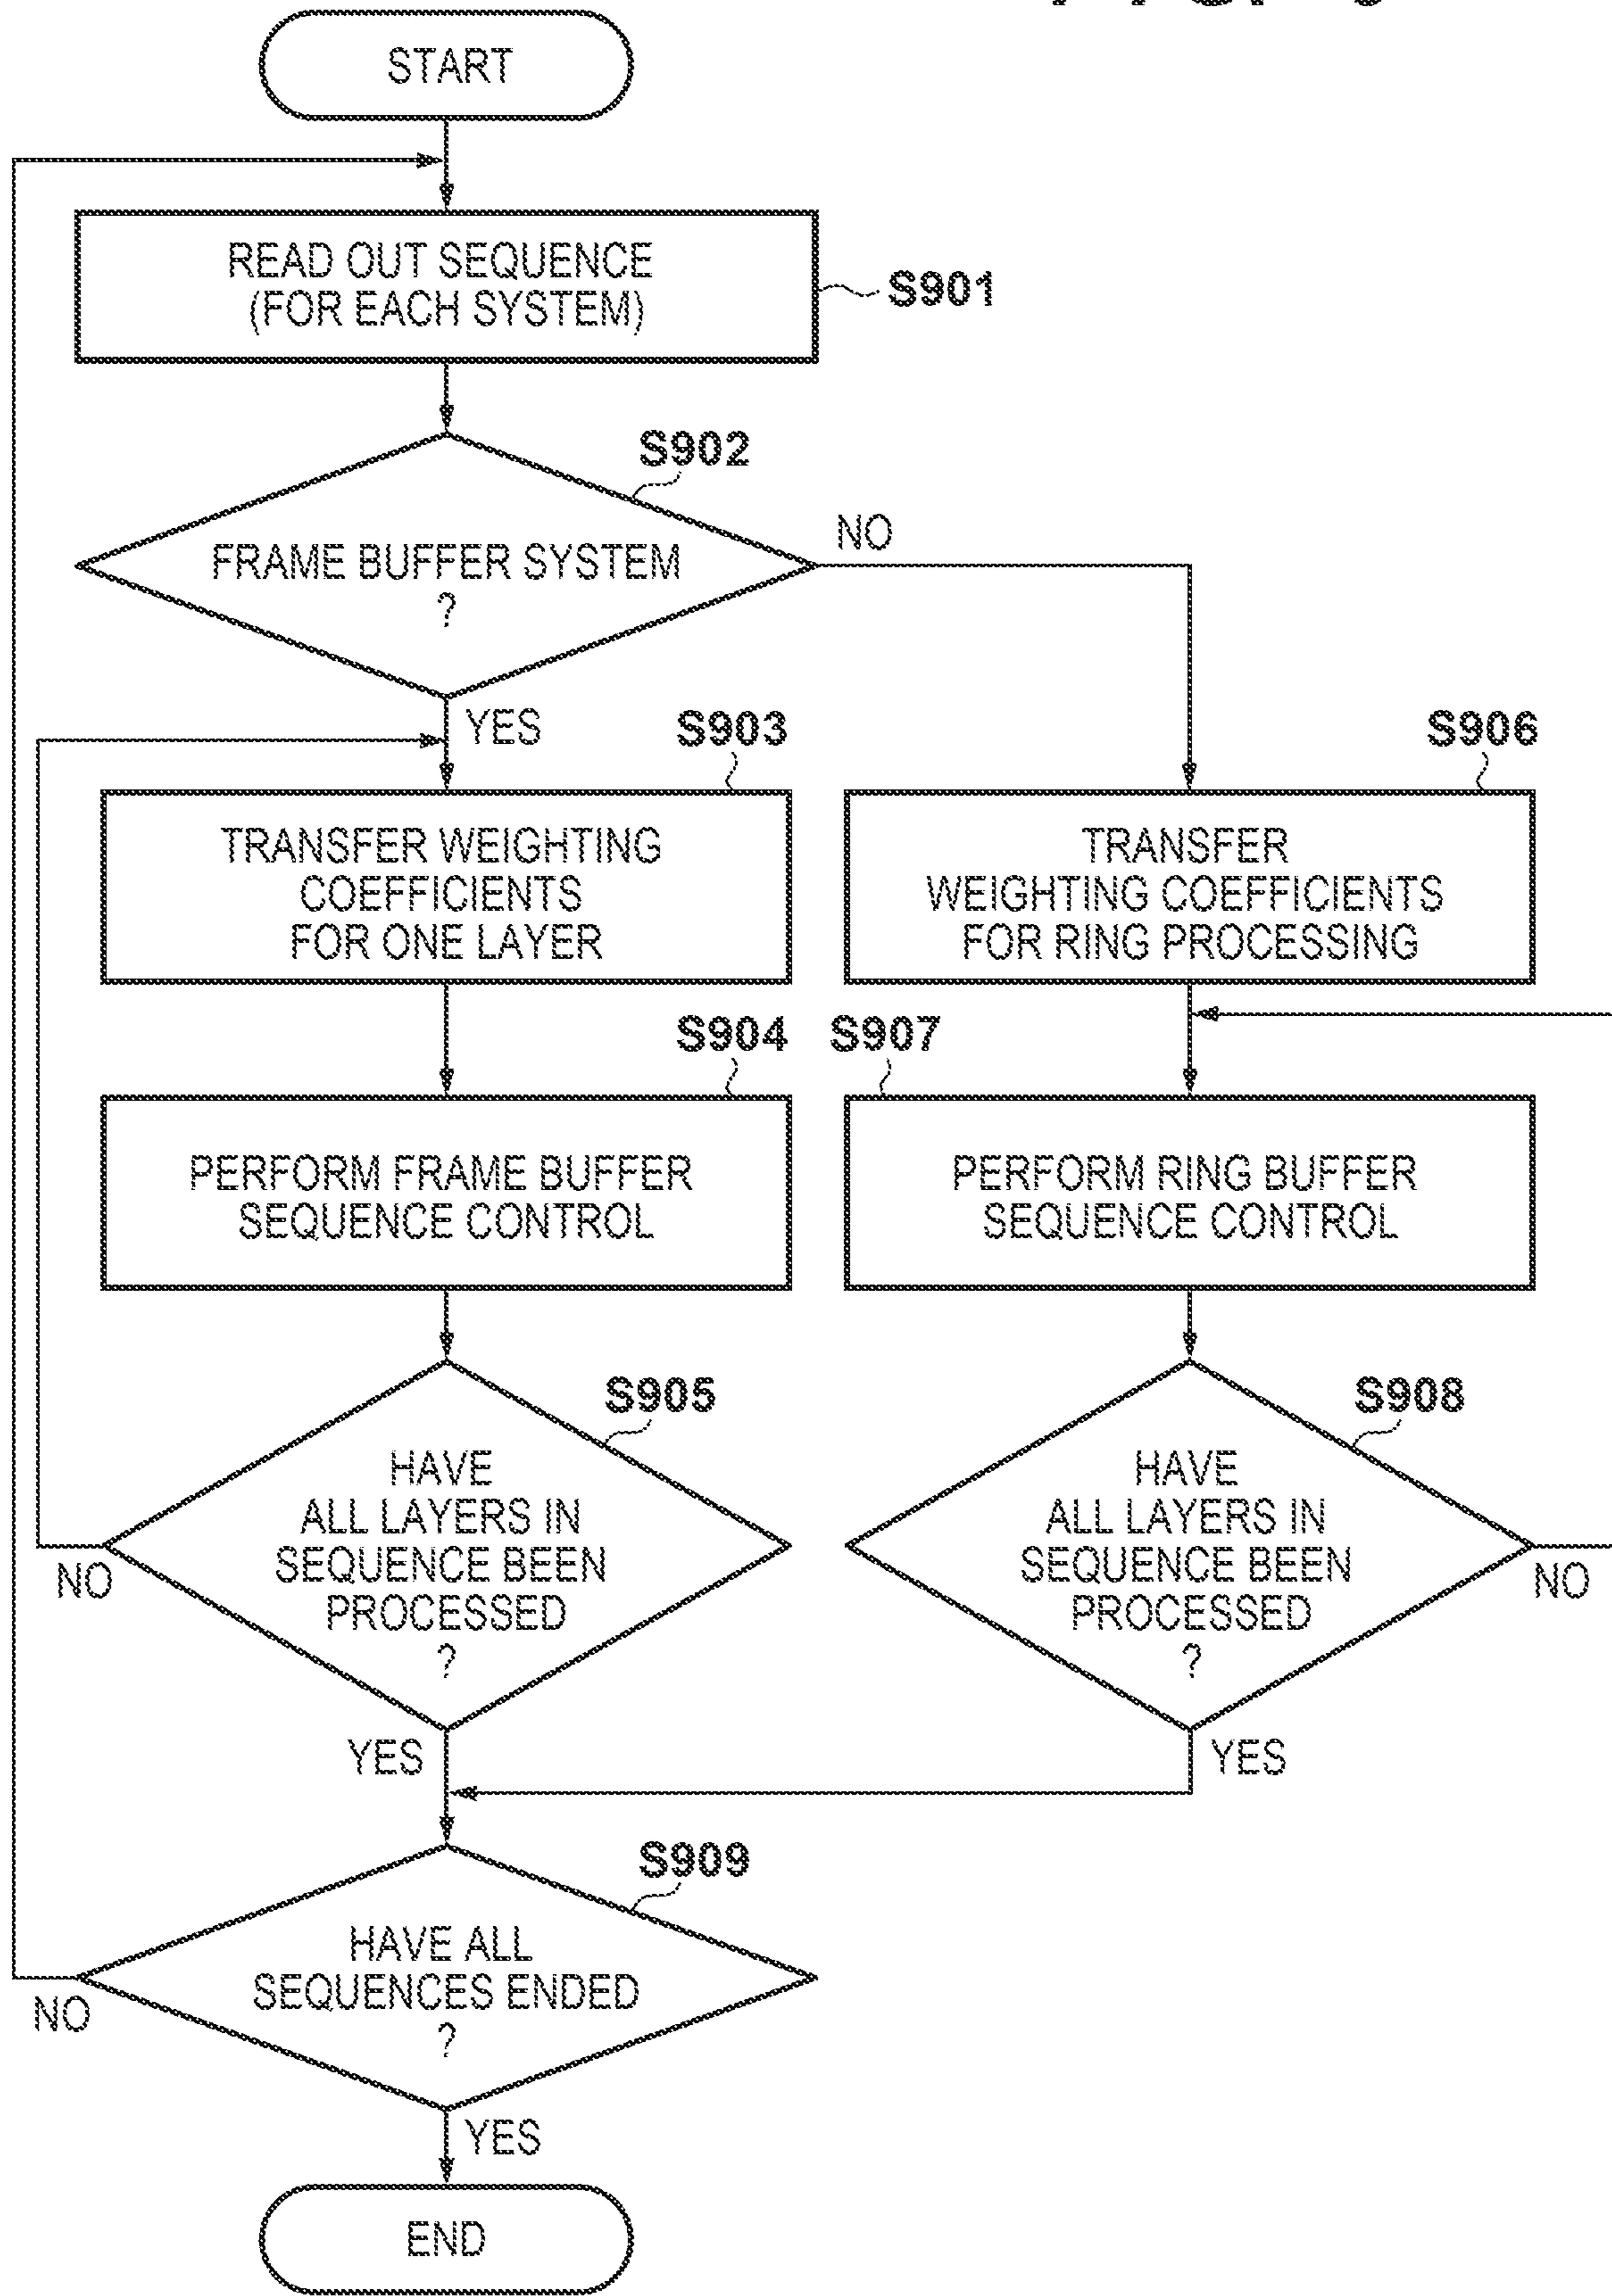 START
READ OUT SEQUENCE
(FOR EACH SYSTEM)
S901
S902
FRAME BUFFER SYSTEM
?
NO
YES
S903
TRANSFER WEIGHTING
COEFFICIENTS
FOR ONE LAYER
S906
TRANSFER
WEIGHTING COEFFICIENTS
FOR RING PROCESSING
S904
PERFORM FRAME BUFFER
SEQUENCE CONTROL
S907
PERFORM RING BUFFER
SEQUENCE CONTROL
S905
HAVE
ALL LAYERS IN
SEQUENCE BEEN
PROCESSED
?
NO
YES
S908
HAVE
ALL LAYERS IN
SEQUENCE BEEN
PROCESSED
?
NO
YES
S909
HAVE ALL
SEQUENCES ENDED
?
NO
YES
END